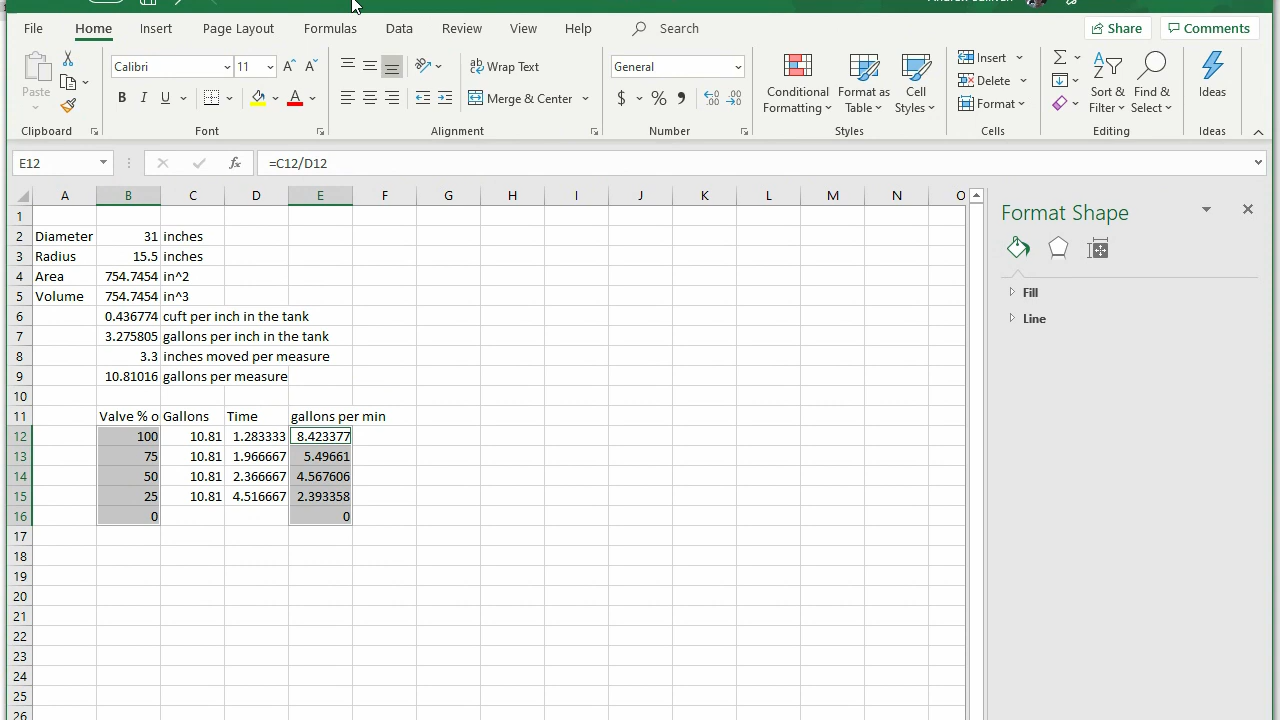 File Home Insert Page Layout Formulas Data Review View Help Search Share Comments
Paste Calibri 11 Wrap Text General Conditional Formatting Format as Table Cell Styles Insert Sort & Filter Find & Select Ideas
B I U A Merge & Center $ % , Delete
Format
Clipboard Font Alignment Number Styles Cells Editing Ideas
E12 fx =C12/D12
A B C D E F G H I J K L M N O
Format Shape
1
2 Diameter 31 inches
3 Radius 15.5 inches
4 Area 754.7454 in^2
5 Volume 754.7454 in^3
6 0.436774 cuft per inch in the tank
7 3.275805 gallons per inch in the tank
8 3.3 inches moved per measure
9 10.81016 gallons per measure
10
11 Valve % o Gallons Time gallons per min
12 100 10.81 1.283333 8.423377
13 75 10.81 1.966667 5.49661
14 50 10.81 2.366667 4.567606
15 25 10.81 4.516667 2.393358
16 0 0
17
18
19
20
21
22
23
24
25
26
Fill
Line